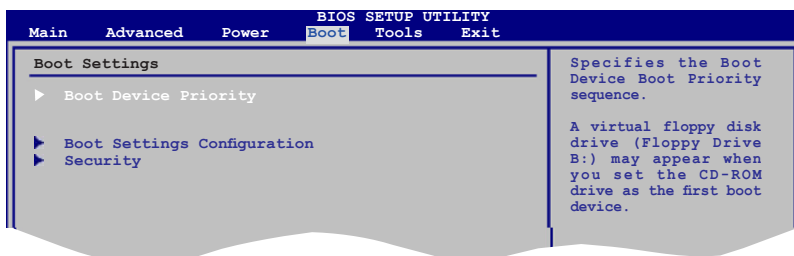 BIOS SETUP UTILITY
Main Advanced Power Boot Tools Exit
Boot Settings
Boot Device Priority
Boot Settings Configuration
Security
Specifies the Boot
Device Boot Priority
sequence.
A virtual floppy disk
drive (Floppy Drive
B:) may appear when
you set the CD-ROM
drive as the first boot
device.